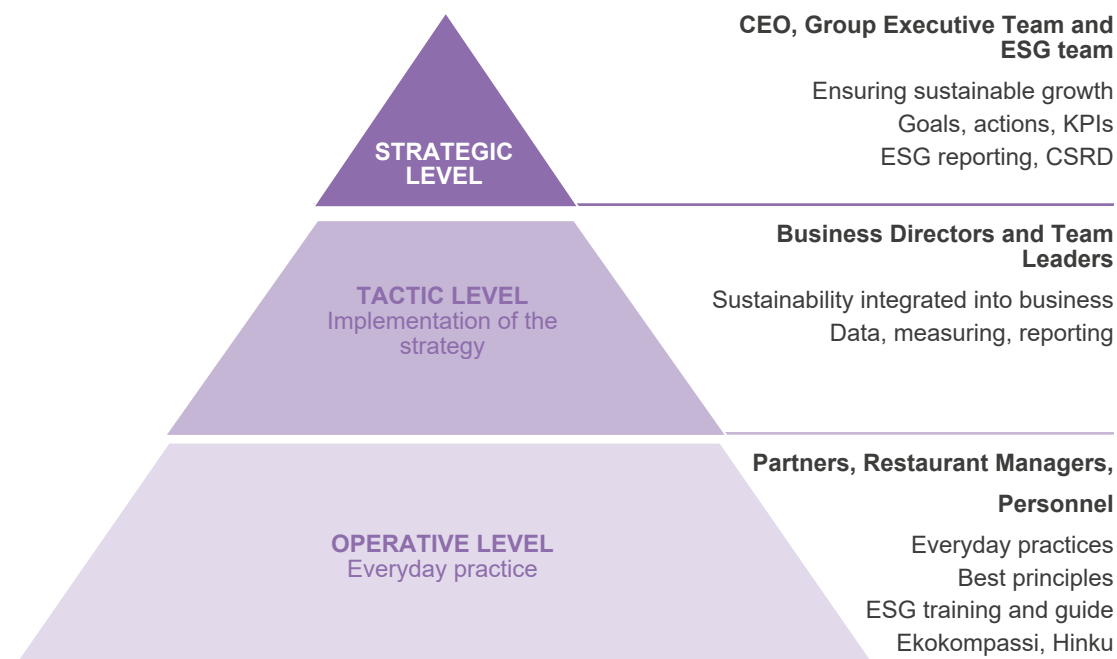 CEO, Group Executive Team and
ESG team
Ensuring sustainable growth
Goals, actions, KPIs
ESG reporting, CSRD
STRATEGIC
LEVEL
Business Directors and Team
Leaders
Sustainability integrated into business
Data, measuring, reporting
TACTIC LEVEL
Implementation of the
strategy
Partners, Restaurant Managers,
Personnel
Everyday practices
Best principles
ESG training and guide
Ekokompassi, Hinku
OPERATIVE LEVEL
Everyday practice